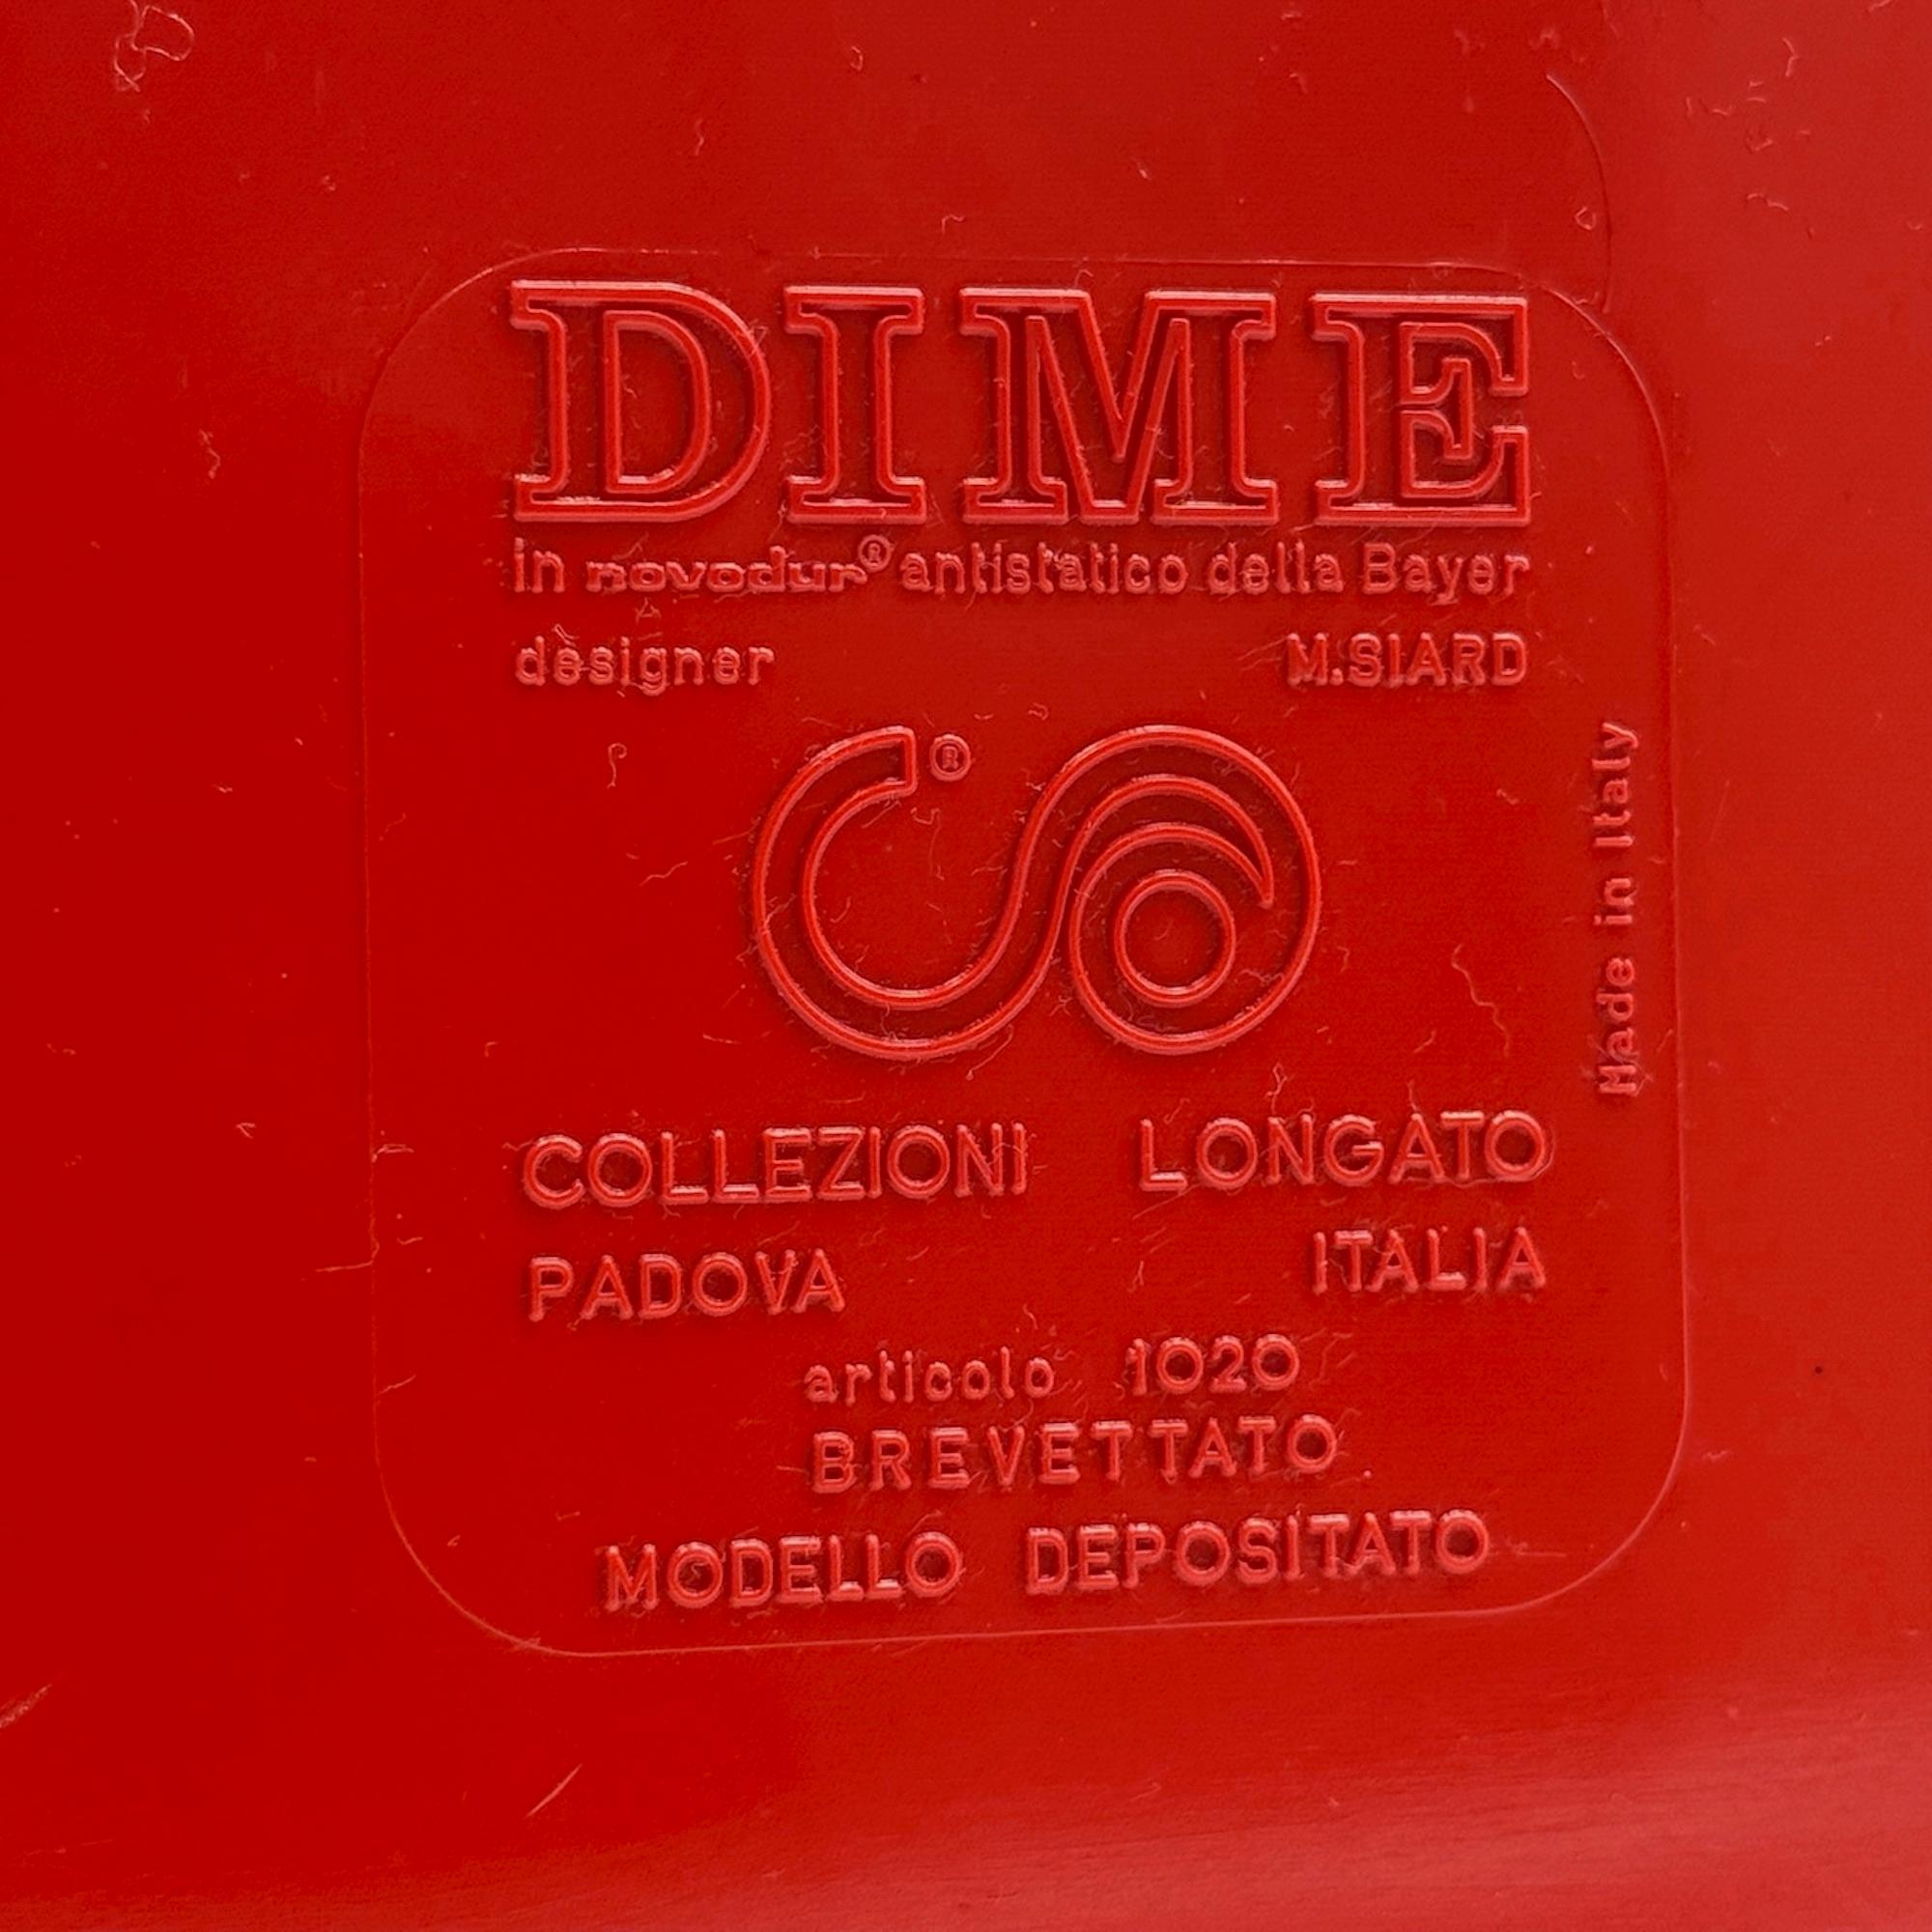 DIME
in novodur® antistatico della Bayer
designer M.SIARD
®
Made in Italy
COLLEZIONI LONGATO
PADOVA ITALIA
articolo 1020
BREVETTATO
MODELLO DEPOSITATO